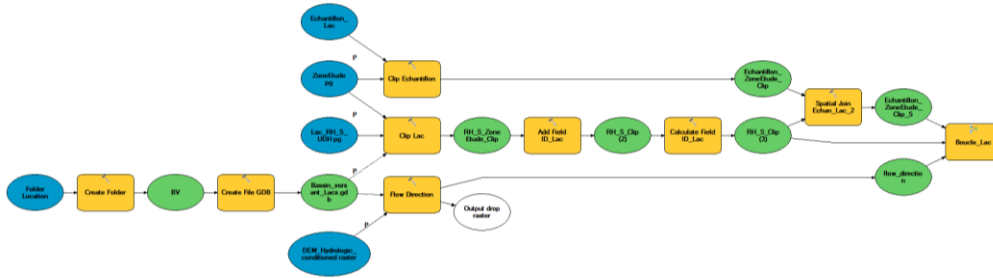 Echantillon_
Lac
P
ZoneEtude
pg
Clip Echantillon
Echantillon_
ZoneEtude_
Clip
Spatial Join
Echan_Lac_2
Echantillon_
ZoneEtude_
Clip_S
P
Lac_RH_S_
UDH pg
Clip Lac
RH_S_Zone
Etude_Clip
Add Field
ID_Lac
RH_S_Clip
(2)
Calculate Field
ID_Lac
RH_S_Clip
(3)
Boucle_Lac
P
Folder
Location
Create Folder
BV
Create File GDB
Bassin_vers
ant_Lacs.gd
b
Flow Direction
flow_directio
n
Output drop
raster
P
DEM_Hydrologic_
conditioned raster